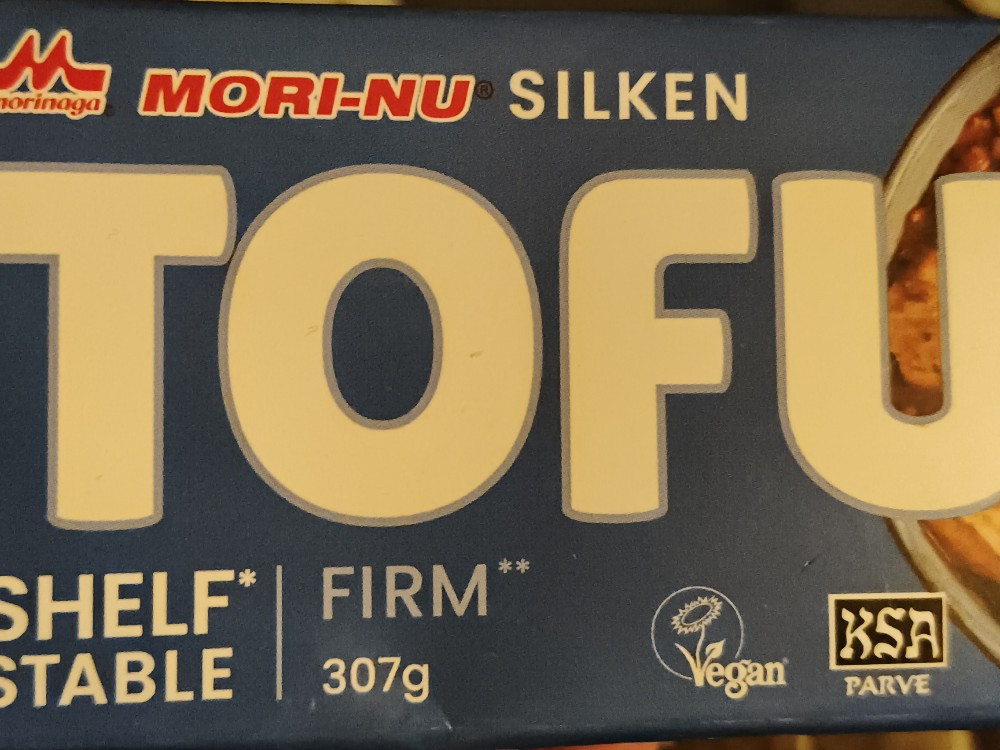 morinaga
MORI-NU® SILKEN
TOFU
SHELF*
STABLE
FIRM**
307g
Vegan
KSA
PARVE